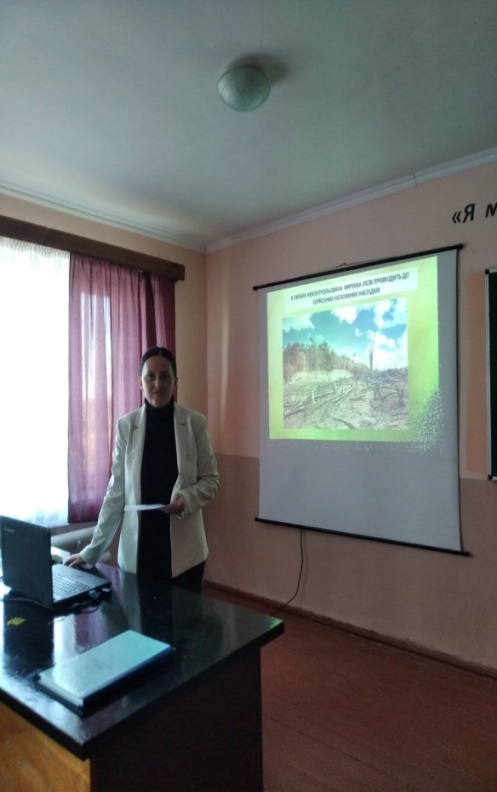 «Я М
В УКРАЇНІ НЕКОНТРОЛЬОВАНА ВИРУБКА ЛІСІВ ПРИЗВОДИТЬ ДО
СЕРЙОЗНИХ НЕГАТИВНИХ НАСЛІДКІВ